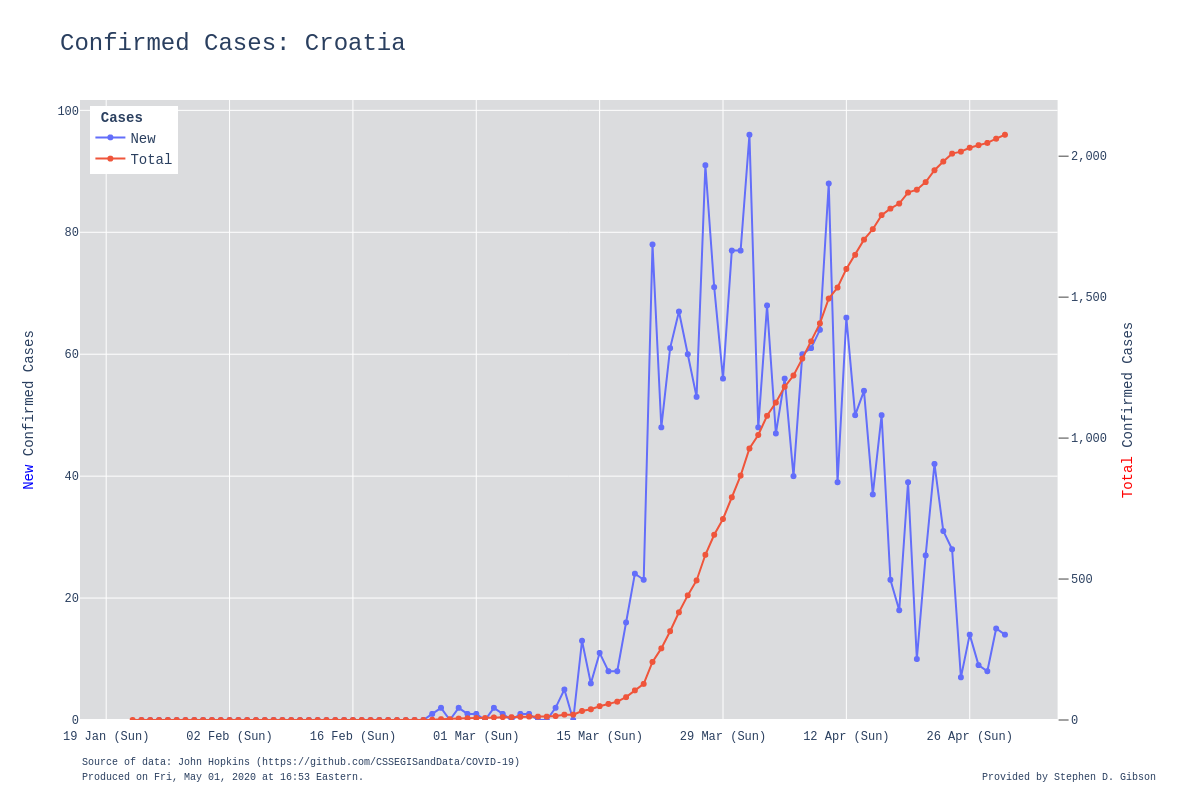 Confirmed Cases: Croatia
Cases
New
Total
100
80
60
40
20
0
2,000
1,500
1,000
500
0
New Confirmed Cases
Total Confirmed Cases
19 Jan (Sun) 02 Feb (Sun) 16 Feb (Sun) 01 Mar (Sun) 15 Mar (Sun) 29 Mar (Sun) 12 Apr (Sun) 26 Apr (Sun)
Source of data: John Hopkins (https://github.com/CSSEGISandData/COVID-19)
Produced on Fri, May 01, 2020 at 16:53 Eastern.
Provided by Stephen D. Gibson